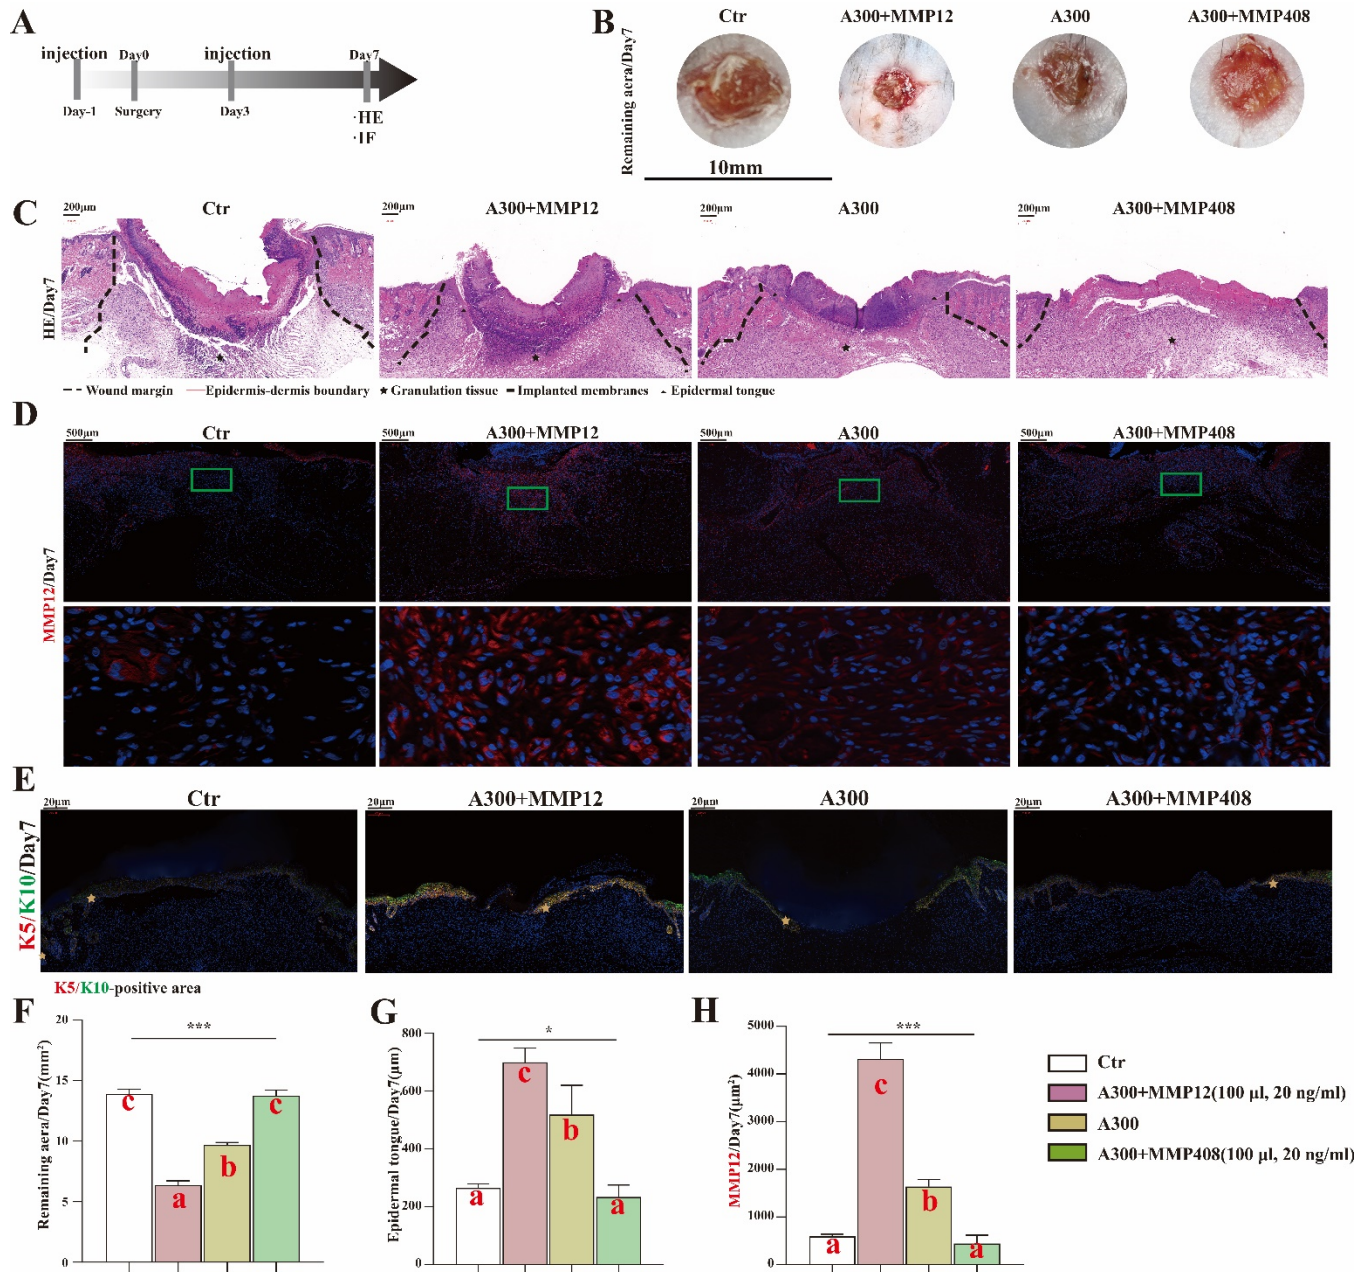 A
injection Day0 injection Day7
Day-1 Surgery Day3
·HE
·IF
B
Ctr A300+MMP12 A300 A300+MMP408
Remaining aera/Day7
10mm
C
200μm 200μm 200μm 200μm
Ctr A300+MMP12 A300 A300+MMP408
HE/Day7
Wound margin Epidermis-dermis boundary Granulation tissue Implanted membranes Epidermal tongue
D
500μm 500μm 500μm 500μm
Ctr A300+MMP12 A300 A300+MMP408
MMP12/Day7
E
20μm 20μm 20μm 20μm
Ctr A300+MMP12 A300 A300+MMP408
K5/K10/Day7
K5/K10-positive area
F
Remaining aera/Day7(mm²)
20
15
10
5
0
***
c a b c
G
Epidermal tongue/Day7(μm)
800
600
400
200
0
*
a c b a
H
MMP12/Day7(μm²)
5000
4000
3000
2000
1000
0
***
a c b a
Ctr
A300+MMP12(100 μl, 20 ng/ml)
A300
A300+MMP408(100 μl, 20 ng/ml)